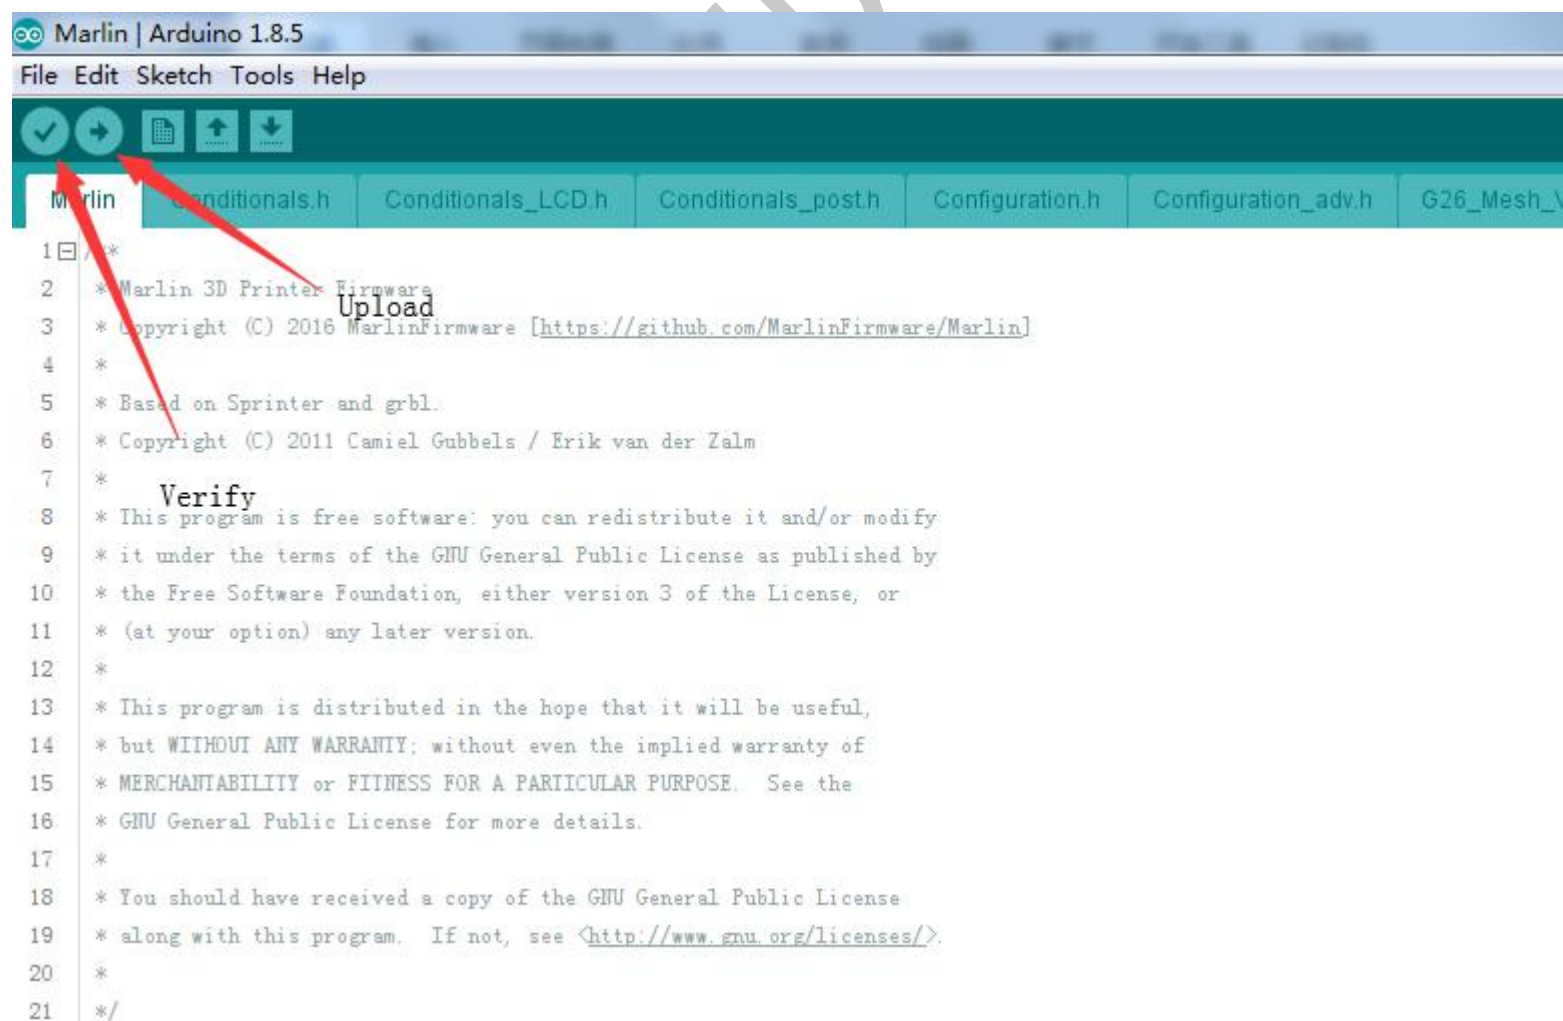 Marlin | Arduino 1.8.5
File Edit Sketch Tools Help
Marlin Conditionals.h Conditionals_LCD.h Conditionals_post.h Configuration.h Configuration_adv.h G26_Mesh_
1 /**
2 * Marlin 3D Printer Firmware
Upload
3 * Copyright (C) 2016 MarlinFirmware [https://github.com/MarlinFirmware/Marlin]
4 *
5 * Based on Sprinter and grbl.
6 * Copyright (C) 2011 Camiel Gubbels / Erik van der Zalm
7 *
Verify
8 * This program is free software: you can redistribute it and/or modify
9 * it under the terms of the GNU General Public License as published by
10 * the Free Software Foundation, either version 3 of the License, or
11 * (at your option) any later version.
12 *
13 * This program is distributed in the hope that it will be useful,
14 * but WITHOUT ANY WARRANTY; without even the implied warranty of
15 * MERCHANTABILITY or FITNESS FOR A PARTICULAR PURPOSE. See the
16 * GNU General Public License for more details.
17 *
18 * You should have received a copy of the GNU General Public License
19 * along with this program. If not, see <http://www.gnu.org/licenses/>.
20 *
21 */